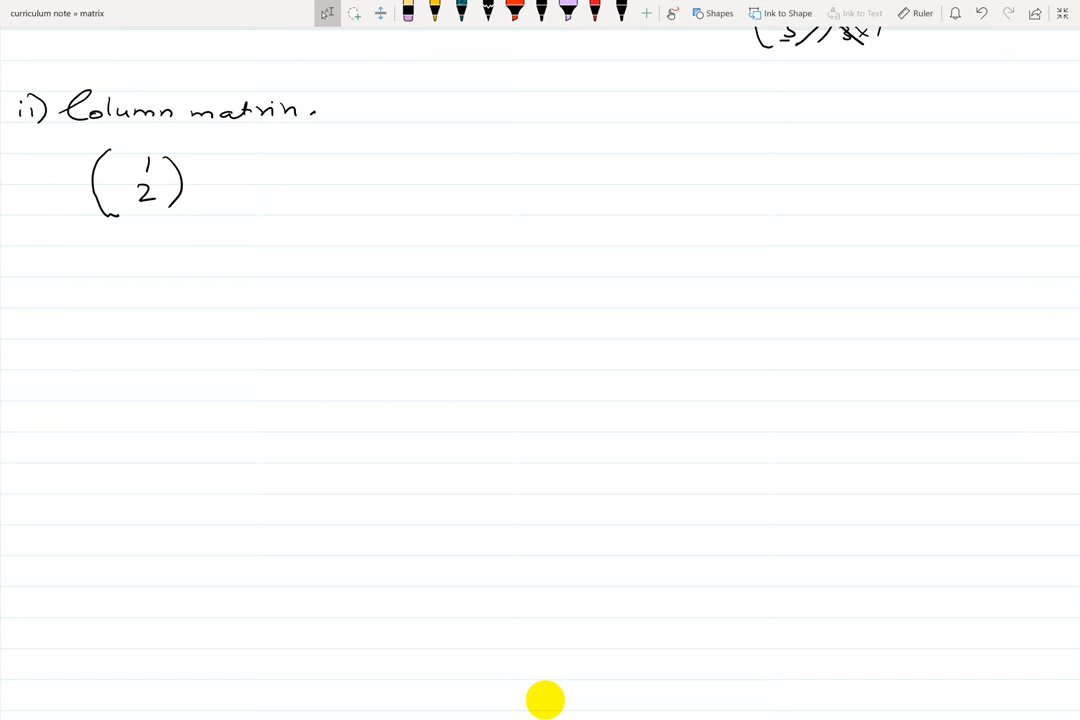 curriculum note » matrix
Shapes Ink to Shape Ink to Text Ruler
ii) Column matrix.
( 1
2 )